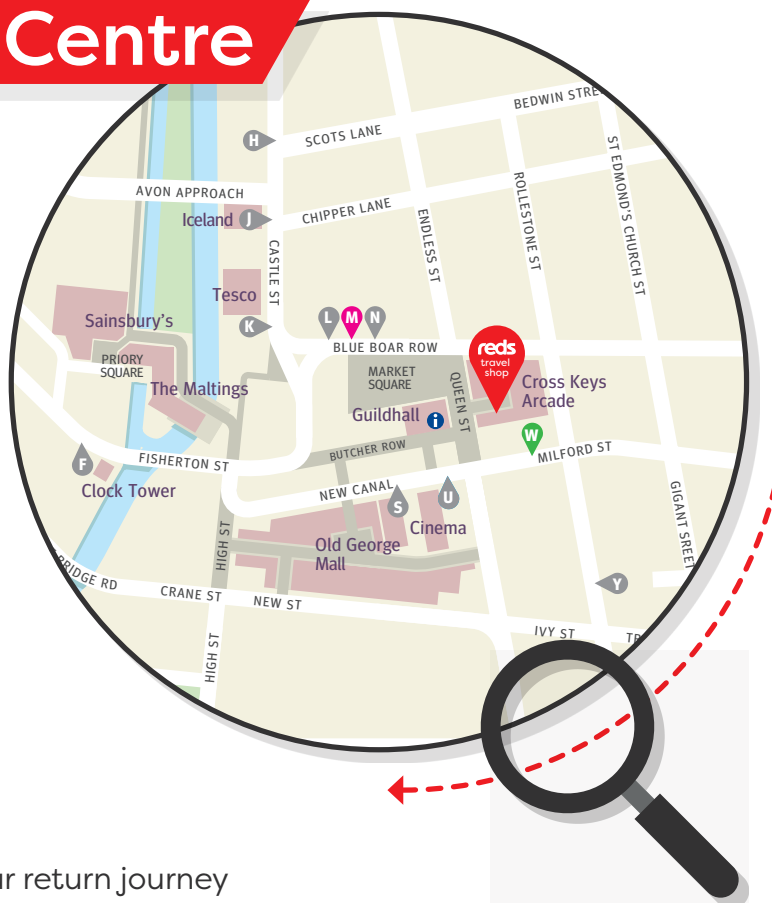 Centre
BEDWIN STRE
SCOTS LANE
H
ST EDMOND'S CHURCH ST
AVON APPROACH
ROLLESTONE ST
CHIPPER LANE
Iceland
J
ENDLESS ST
CASTLE ST
Tesco
L
M
N
Sainsbury's
K
BLUE BOAR ROW
reds
travel
shop
PRIORY
SQUARE
MARKET
SQUARE
QUEEN ST
The Maltings
Cross Keys
Arcade
Guildhall
i
W
BUTCHER ROW
MILFORD ST
F
FISHERTON ST
Clock Tower
NEW CANAL
S
U
GIGANT SREET
Cinema
HIGH ST
Old George
Mall
BRIDGE RD
Y
CRANE ST
NEW ST
IVY ST
TR
HIGH ST
ur return journey